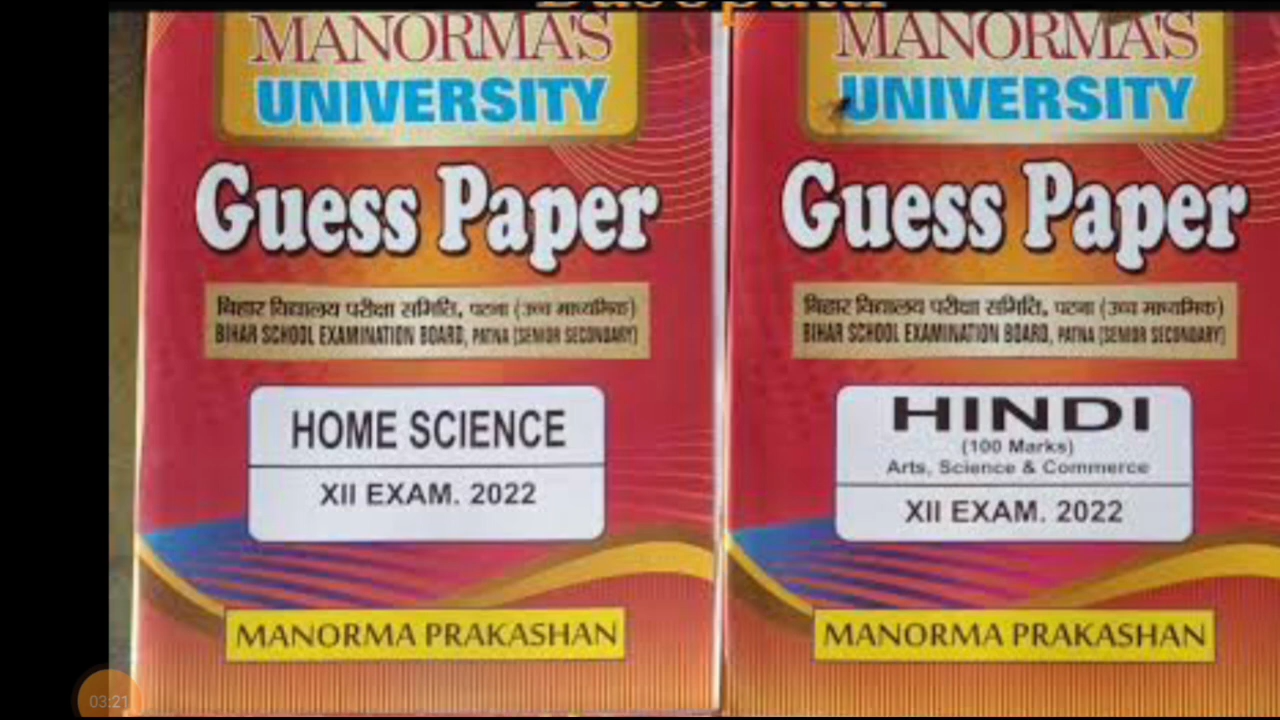 MANORMA'S
UNIVERSITY
Guess Paper
बिहार विद्यालय परीक्षा समिति, पटना (उच्च माध्यमिक)
BIHAR SCHOOL EXAMINATION BOARD, PATNA (SENIOR SECONDARY)
HOME SCIENCE
XII EXAM. 2022
MANORMA PRAKASHAN
MANORMA'S
UNIVERSITY
Guess Paper
बिहार विद्यालय परीक्षा समिति, पटना (उच्च माध्यमिक)
BIHAR SCHOOL EXAMINATION BOARD, PATNA (SENIOR SECONDARY)
HINDI
(100 Marks)
Arts, Science & Commerce
XII EXAM. 2022
MANORMA PRAKASHAN
03:21